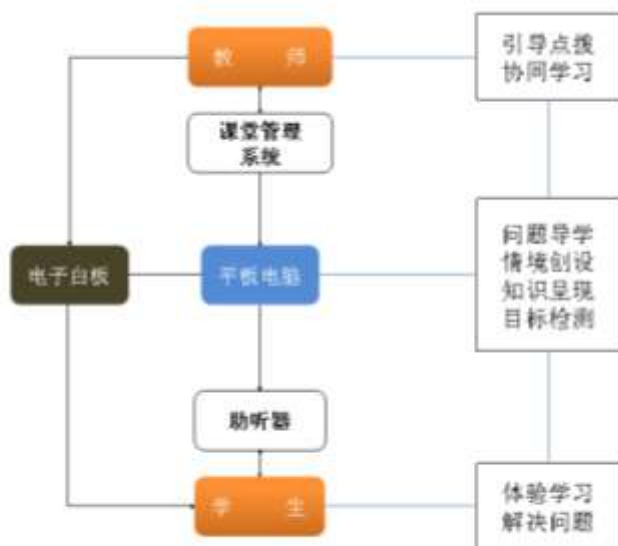 教 师
引导点拨
协同学习
课堂管理
系统
电子白板
平板电脑
问题导学
情境创设
知识呈现
目标检测
助听器
学 生
体验学习
解决问题